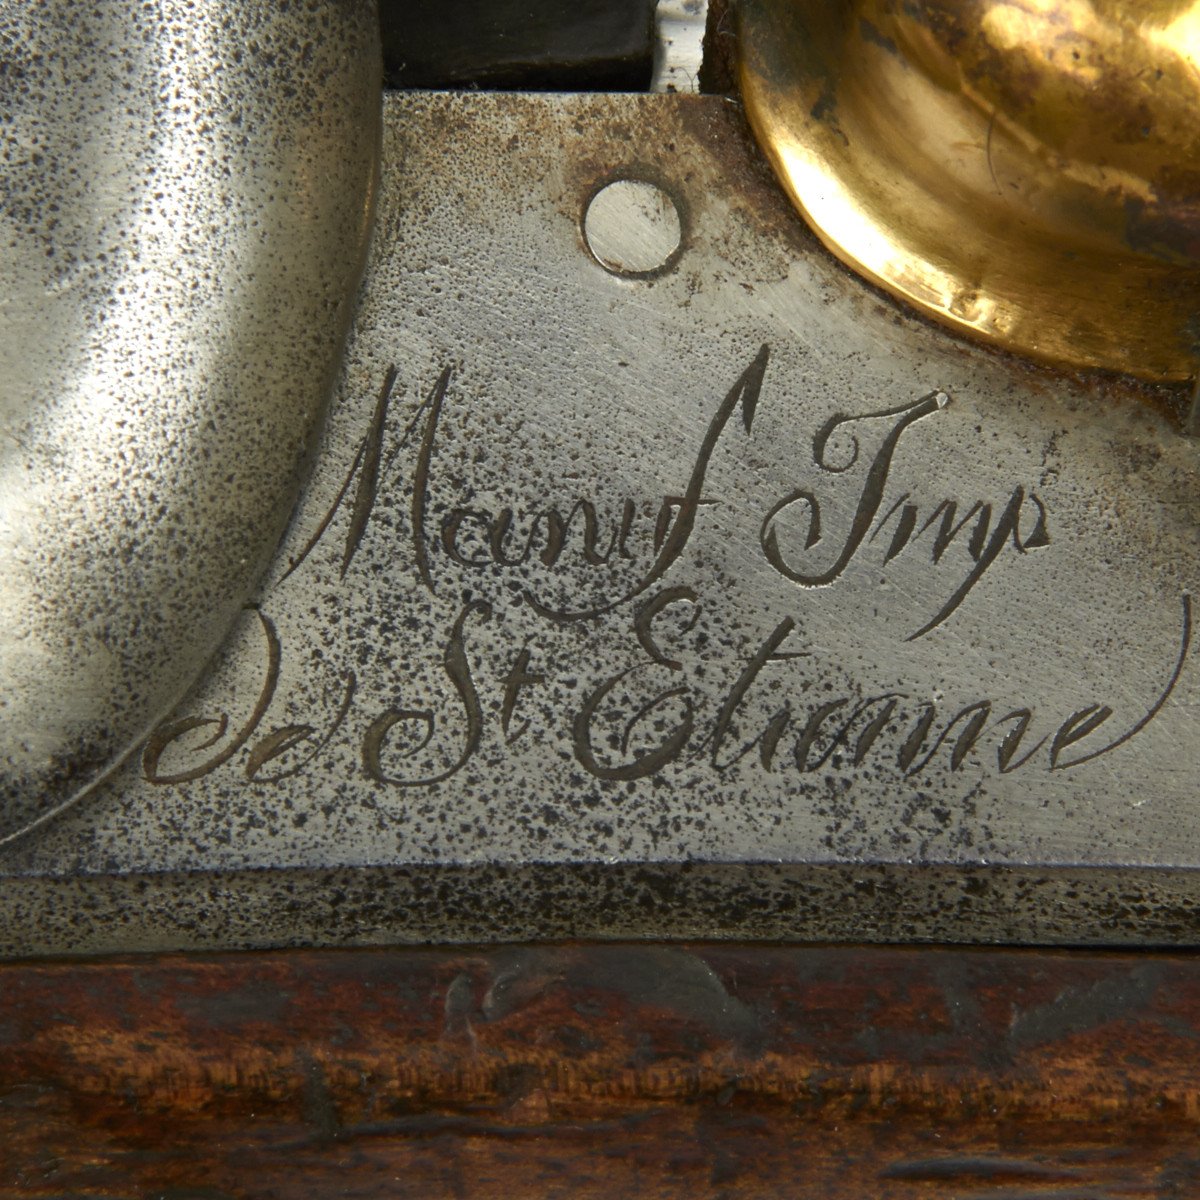 Manuf Imp
de St Etienne